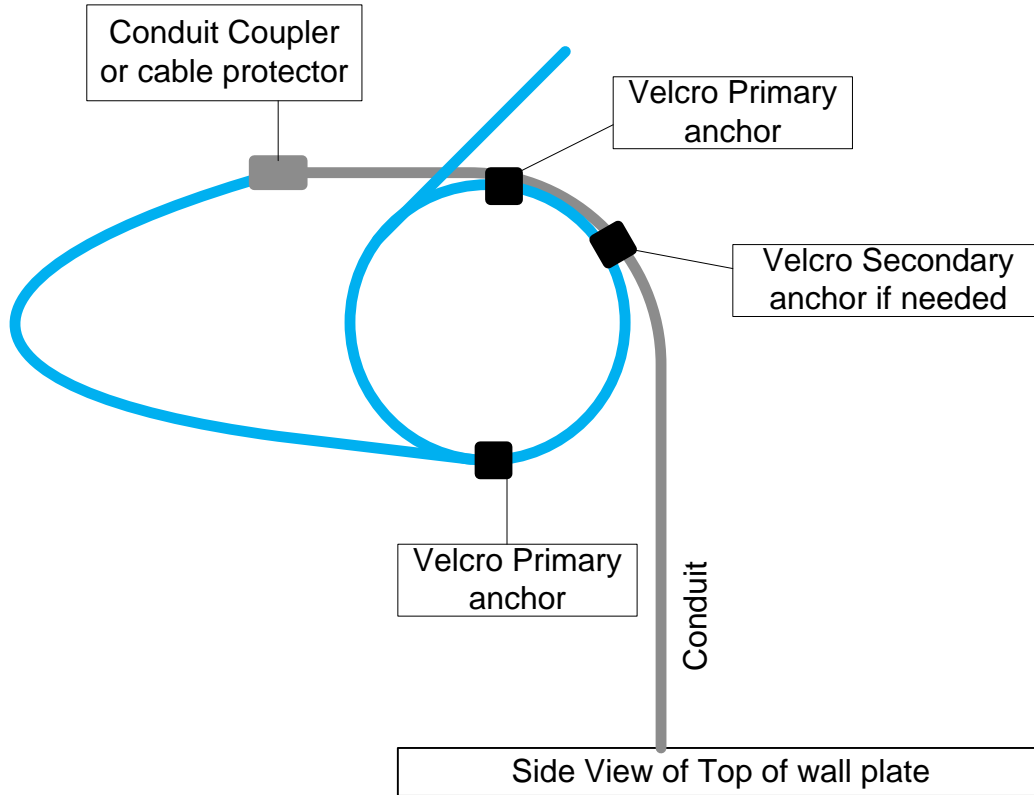 Conduit Coupler
or cable protector
Velcro Primary
anchor
Velcro Secondary
anchor if needed
Velcro Primary
anchor
Conduit
Side View of Top of wall plate